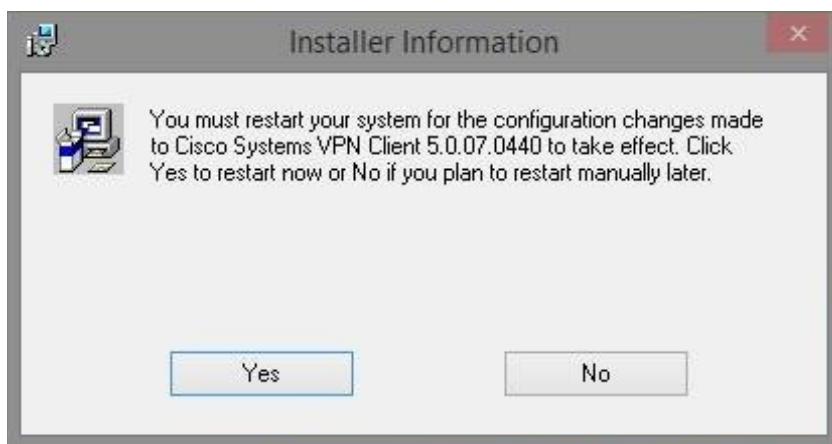 Installer Information
You must restart your system for the configuration changes made
to Cisco Systems VPN Client 5.0.07.0440 to take effect. Click
Yes to restart now or No if you plan to restart manually later.
Yes
No